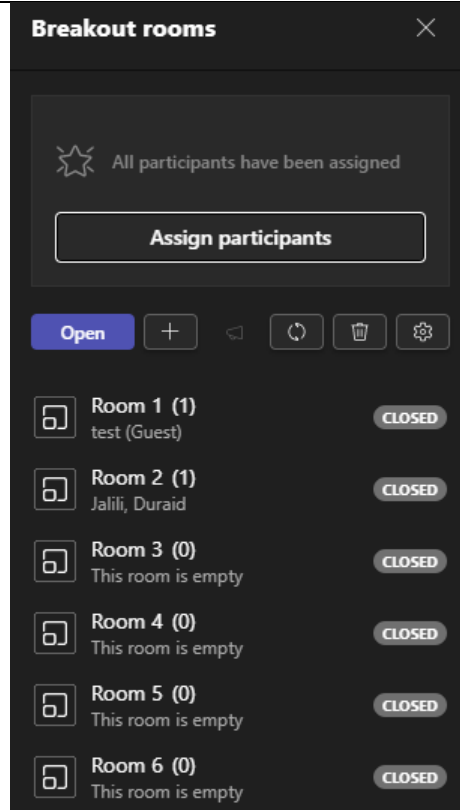 Breakout rooms
All participants have been assigned
Assign participants
Open
Room 1 (1)
CLOSED
test (Guest)
Room 2 (1)
CLOSED
Jalili, Duraid
Room 3 (0)
CLOSED
This room is empty
Room 4 (0)
CLOSED
This room is empty
Room 5 (0)
CLOSED
This room is empty
Room 6 (0)
CLOSED
This room is empty